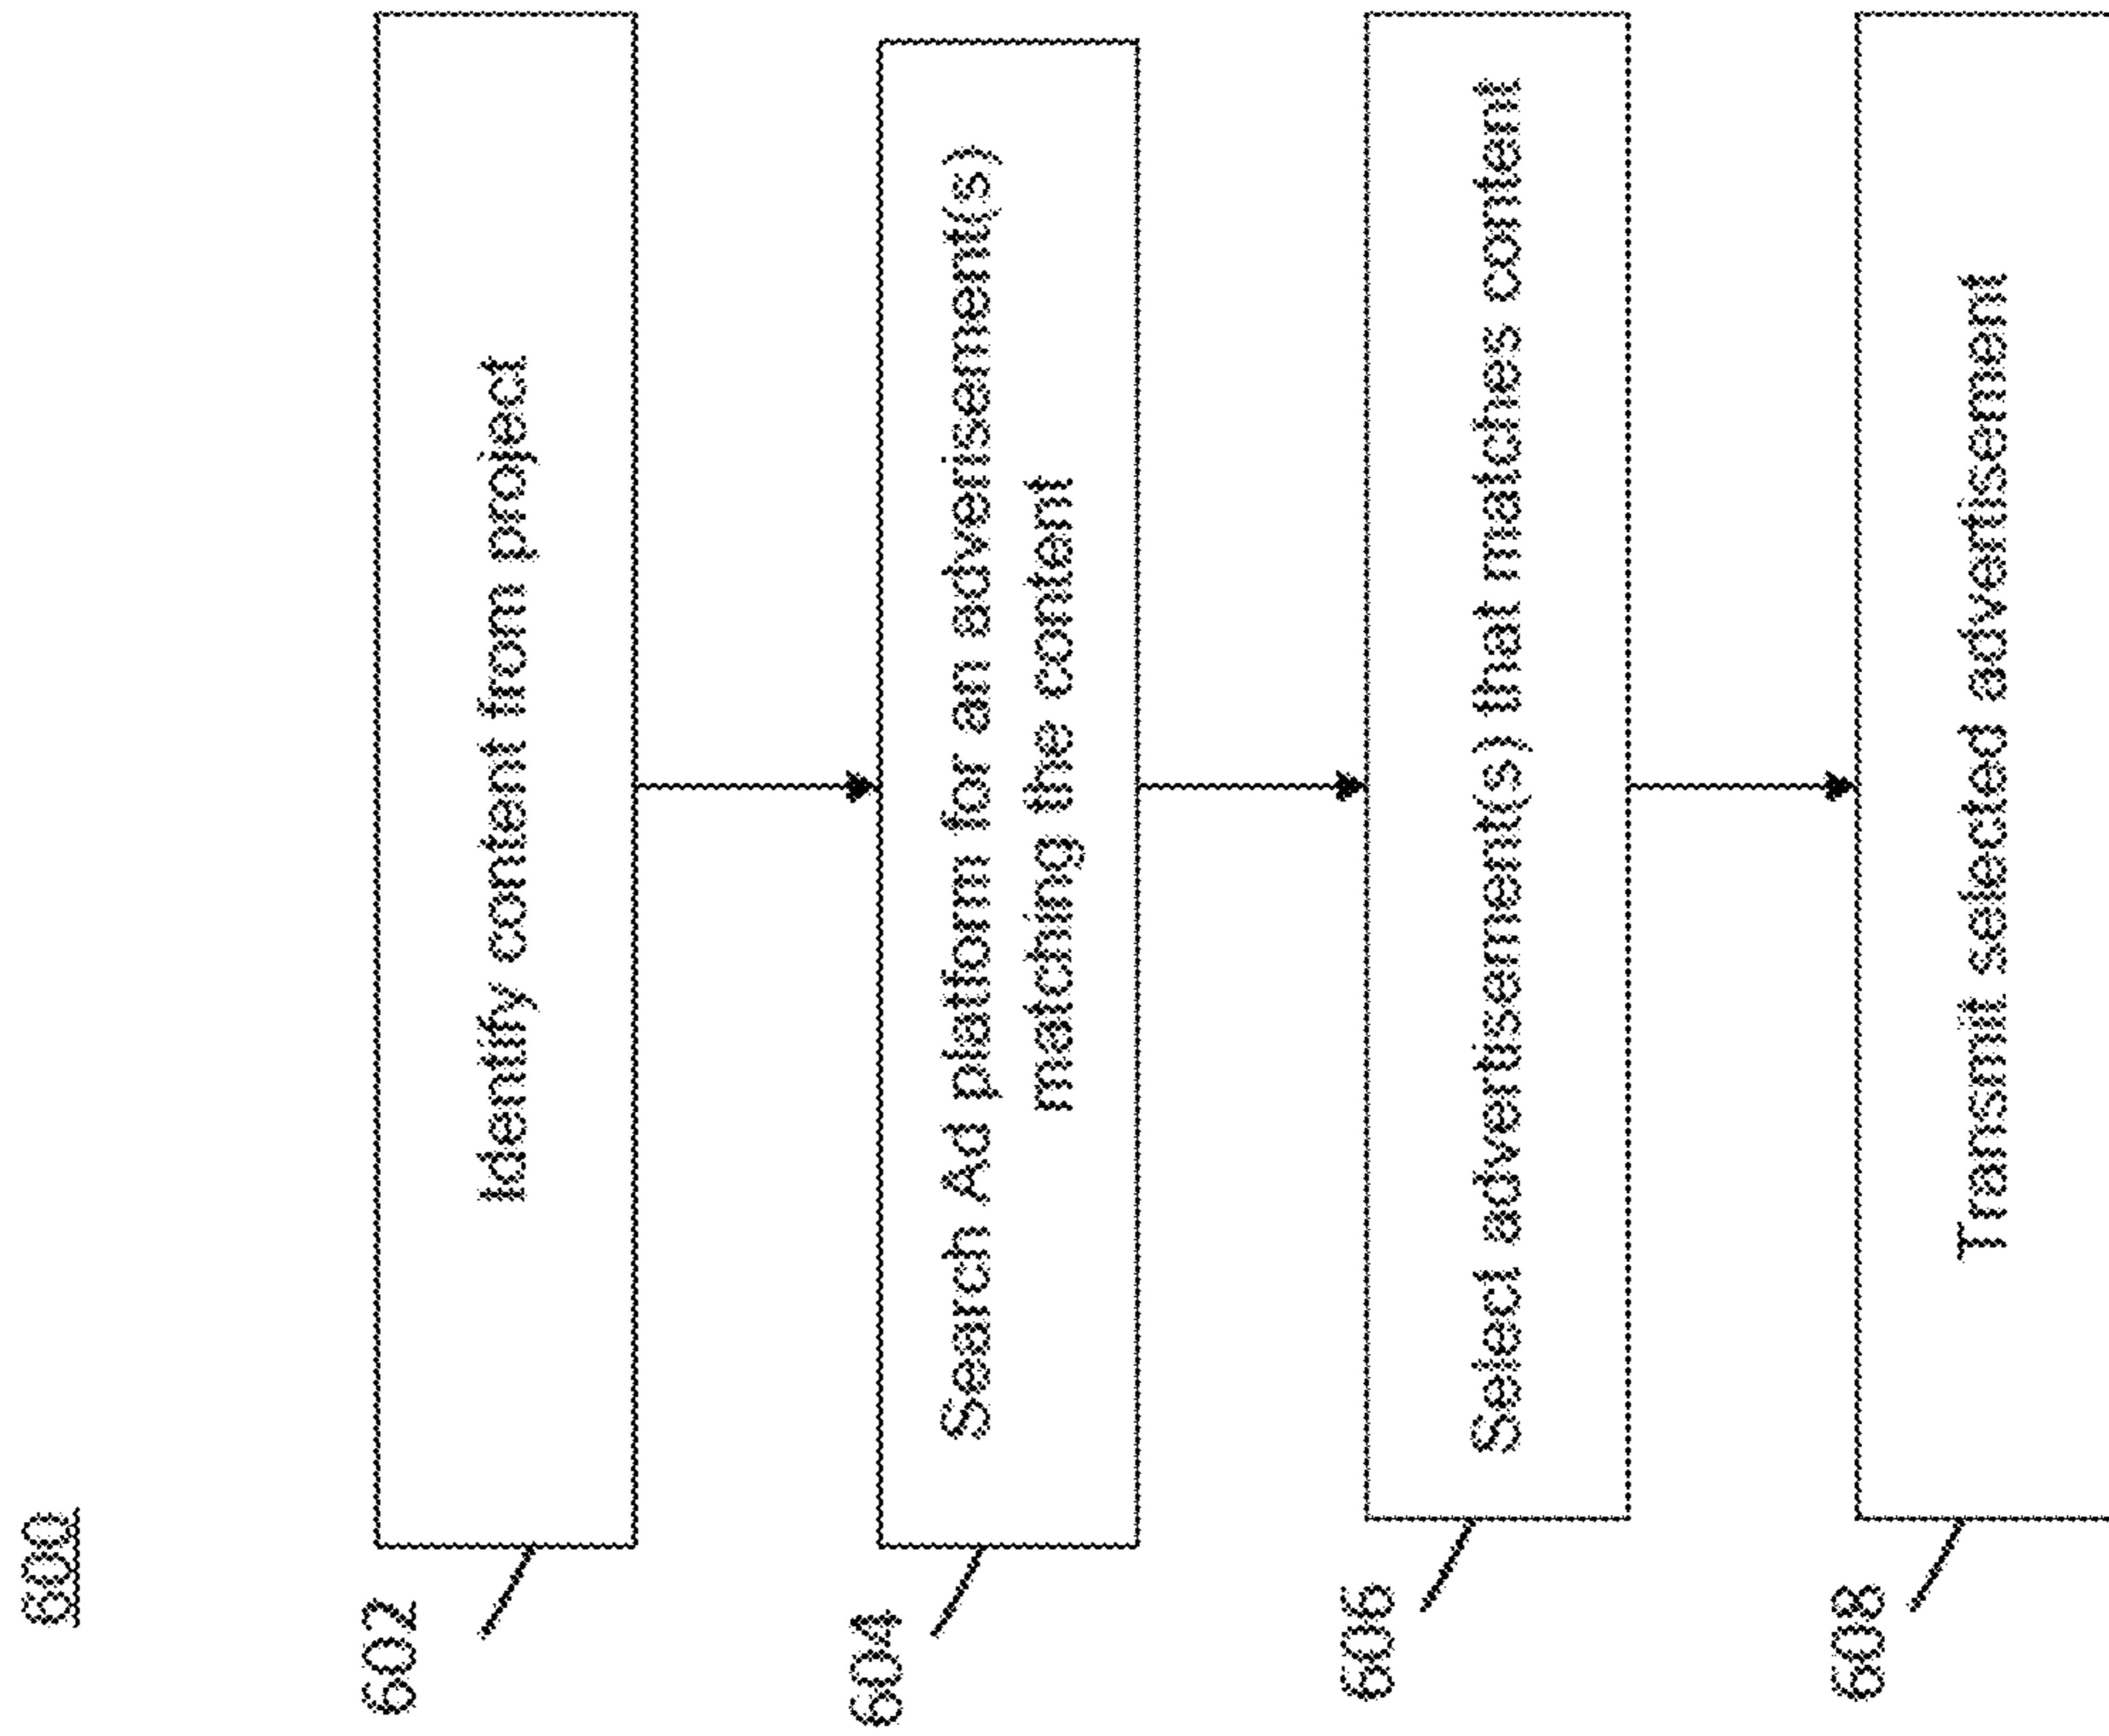 600
602
Identify content from project
604
Search Ad platform for an adverisement(s)
matching the content
606
Select advertisement(s) that matches content
608
Transmit selected advertisement